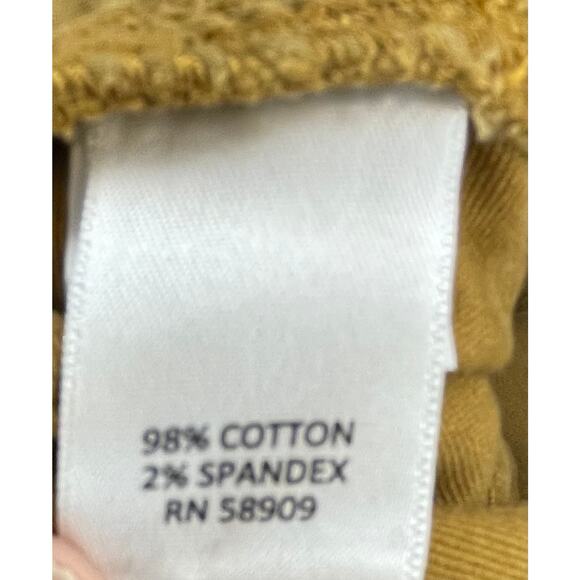 98% COTTON
2% SPANDEX
RN 58909